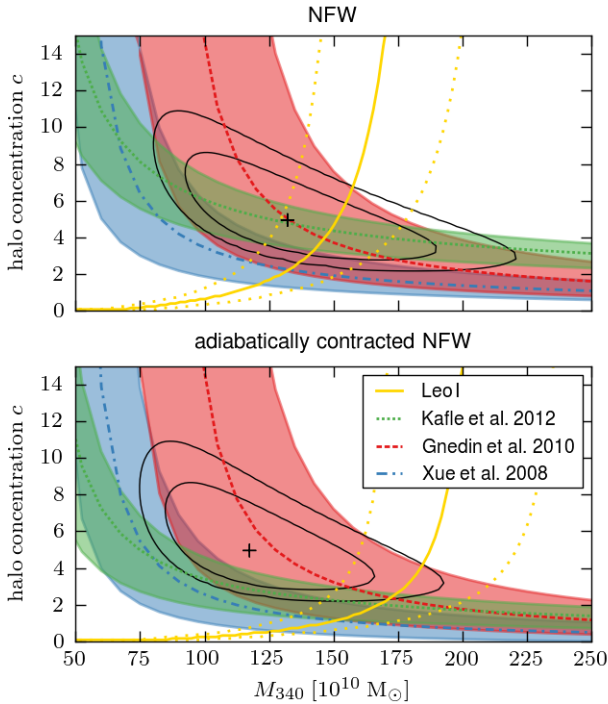 NFW
14
12
10
8
6
4
2
0
halo concentration c
adiabatically contracted NFW
14
12
10
8
6
4
2
0
halo concentration c
Leo I
Kafle et al. 2012
Gnedin et al. 2010
Xue et al. 2008
50 75 100 125 150 175 200 225 250
M₃₄₀ [10¹⁰ M⊙]